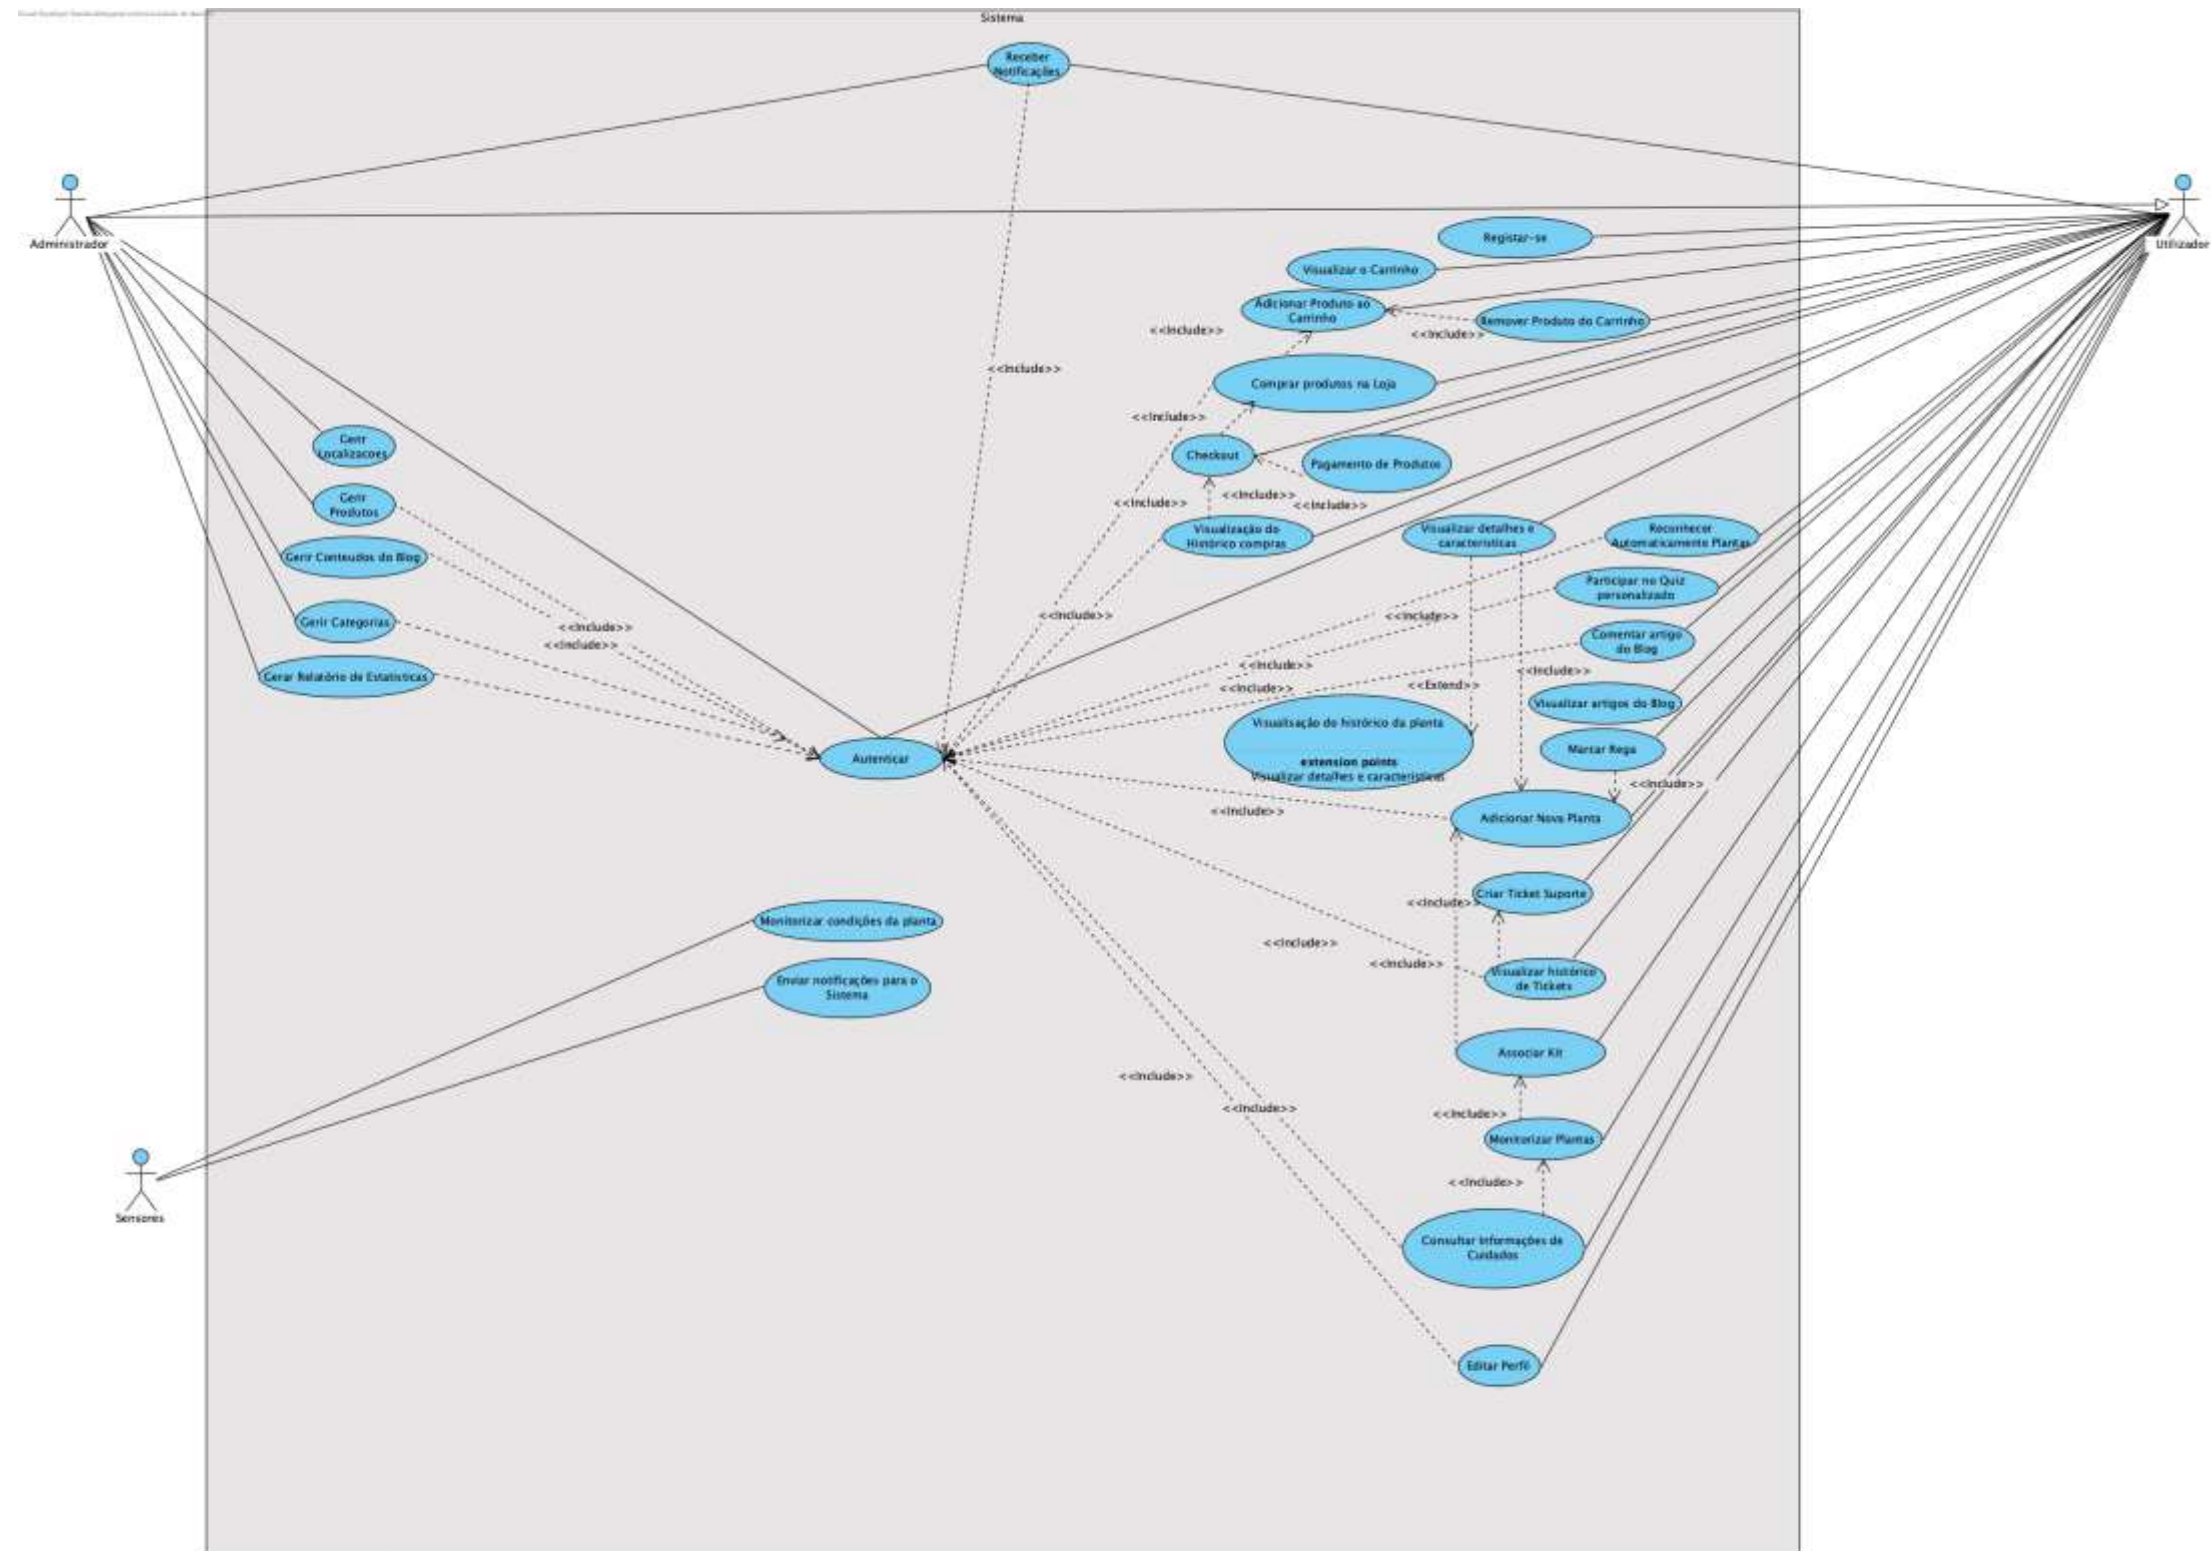 Sistema
Receber
Notificações
Administrador
Utilizador
Registar-se
Visualizar o Carrinho
Adicionar Produto ao
Carrinho
Remover Produto do Carrinho
<<Include>>
<<Include>>
<<Include>>
Comprar produtos na Loja
<<Include>>
Gerir
Localizacoes
Checkout
Pagamento de Produtos
<<Include>>
<<Include>>
<<Include>>
Gerir
Produtos
Visualização do
Histórico compras
Visualizar detalhes e
caracteristicas
Reconhecer
Automaticamente Plantas
Gerir Conteudos do Blog
Participar no Quiz
personalizado
<<Include>>
<<Include>>
Gerir Categorias
<<Include>>
<<Include>>
Comentar artigo
do Blog
<<Include>>
<<Include>>
<<Include>>
Gerar Relatório de Estatisticas
<<Extend>>
<<Include>>
Visualizar artigos do Blog
Visualisação do histórico da planta
extension points
Visualizar detalhes e caracteristicas
Marcar Rega
Autenticar
<<Include>>
<<Include>>
Adicionar Nova Planta
Criar Ticket Suporte
<<Include>>
Monitorizar condições da planta
<<Include>>
<<Include>>
Visualizar histórico
de Tickets
Enviar notificações para o
Sistema
Associar Kit
<<Include>>
<<Include>>
<<Include>>
Monitorizar Plantas
<<Include>>
Sensores
Consultar Informações de
Cuidados
Editar Perfil